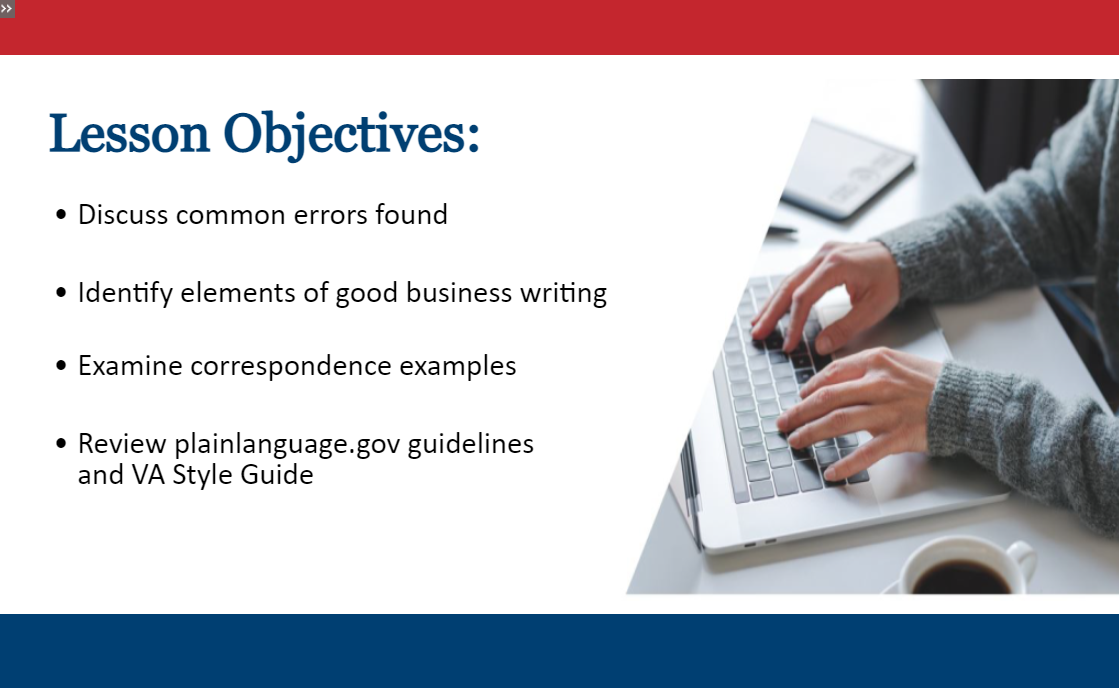 Lesson Objectives:
• Discuss common errors found
• Identify elements of good business writing
• Examine correspondence examples
• Review plainlanguage.gov guidelines
and VA Style Guide